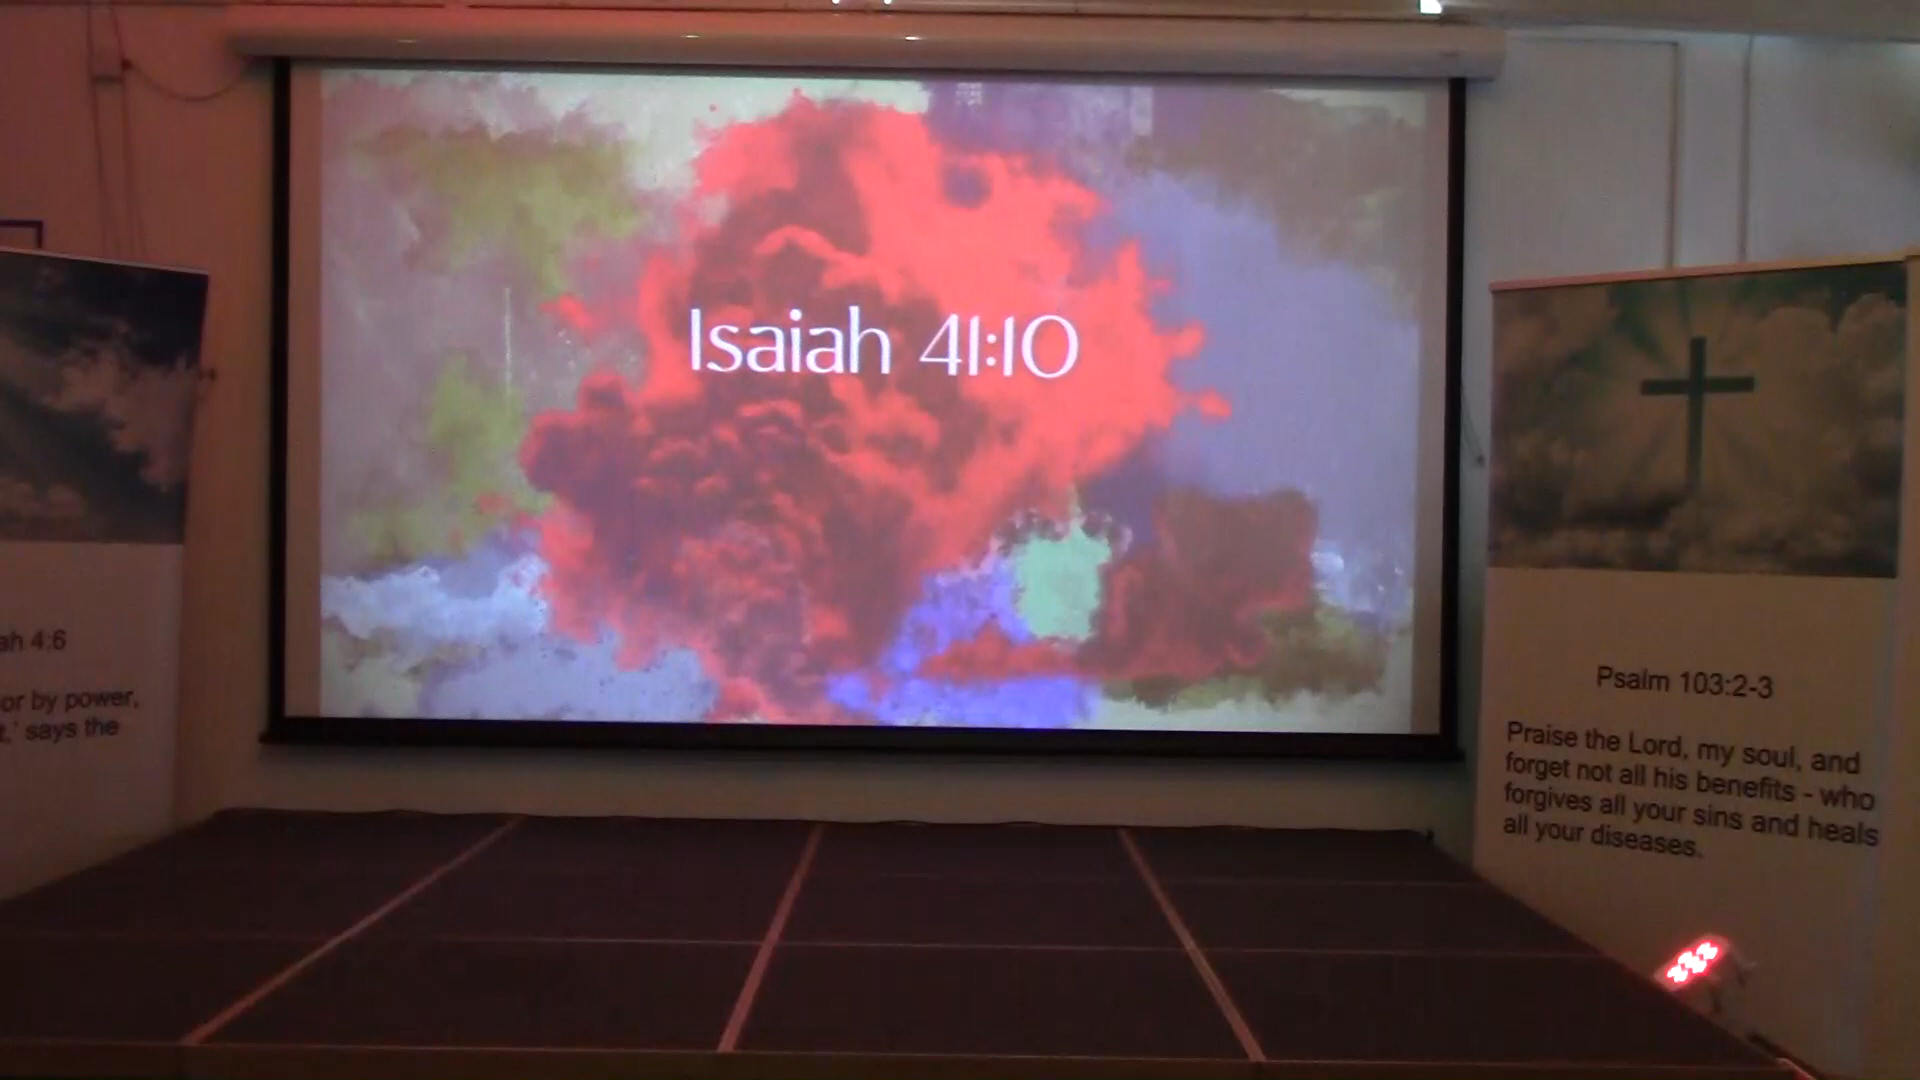 Isaiah 41:10
ah 4:6
or by power,
t,' says the
Psalm 103:2-3
Praise the Lord, my soul, and
forget not all his benefits - who
forgives all your sins and heals
all your diseases.